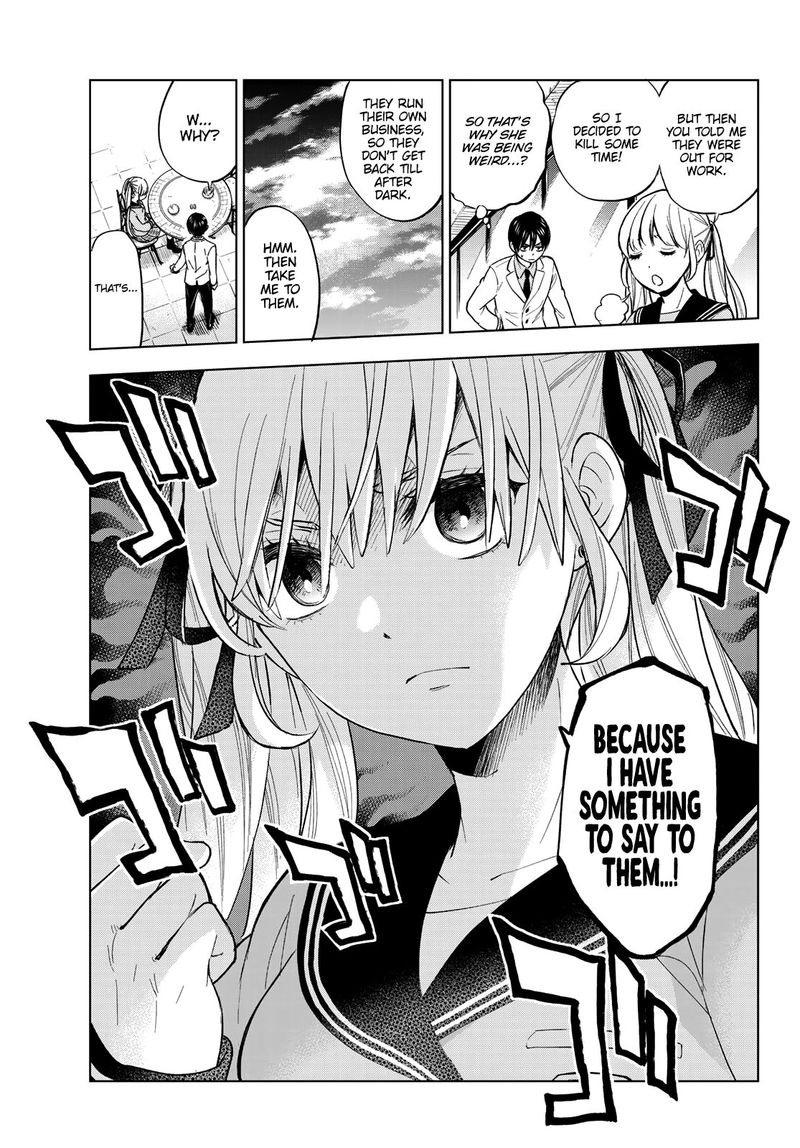 BUT THEN
YOU TOLD ME
THEY WERE
OUT FOR
WORK.
SO I
DECIDED TO
KILL SOME
TIME!
SO THAT'S
WHY SHE
WAS BEING
WEIRD...?
THEY RUN
THEIR OWN
BUSINESS,
SO THEY
DON'T GET
BACK TILL
AFTER
DARK.
HMM.
THEN
TAKE
ME TO
THEM.
W...
WHY?
THAT'S...
ゴ
ゴ
BECAUSE
I HAVE
SOMETHING
TO SAY TO
THEM...!
ゴ
ゴ
ゴ